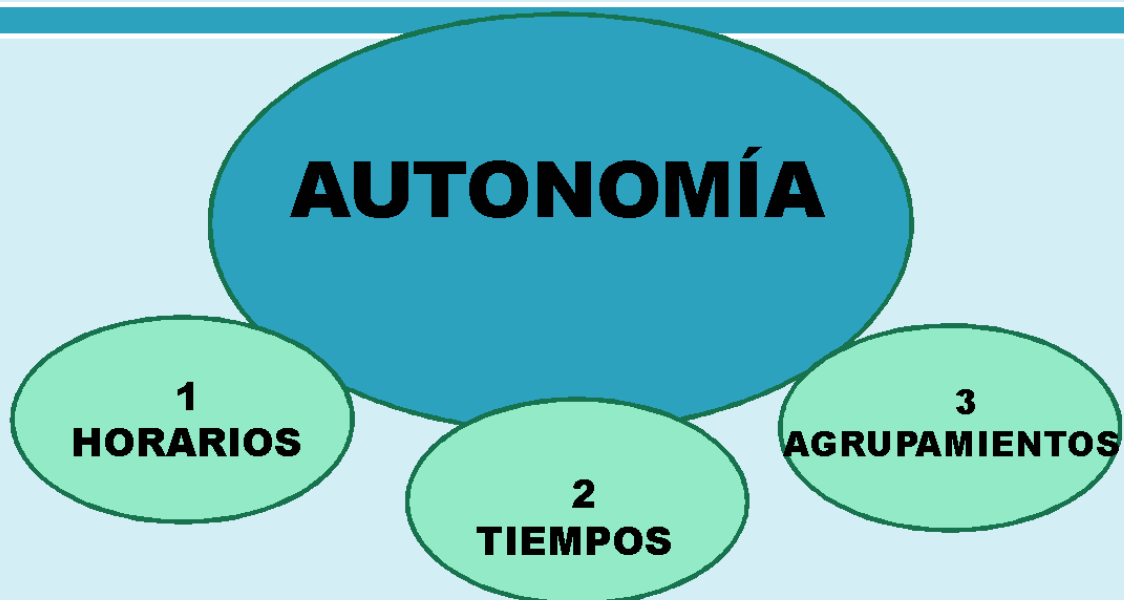 AUTONOMÍA
1
HORARIOS
2
TIEMPOS
3
AGRUPAMIENTOS